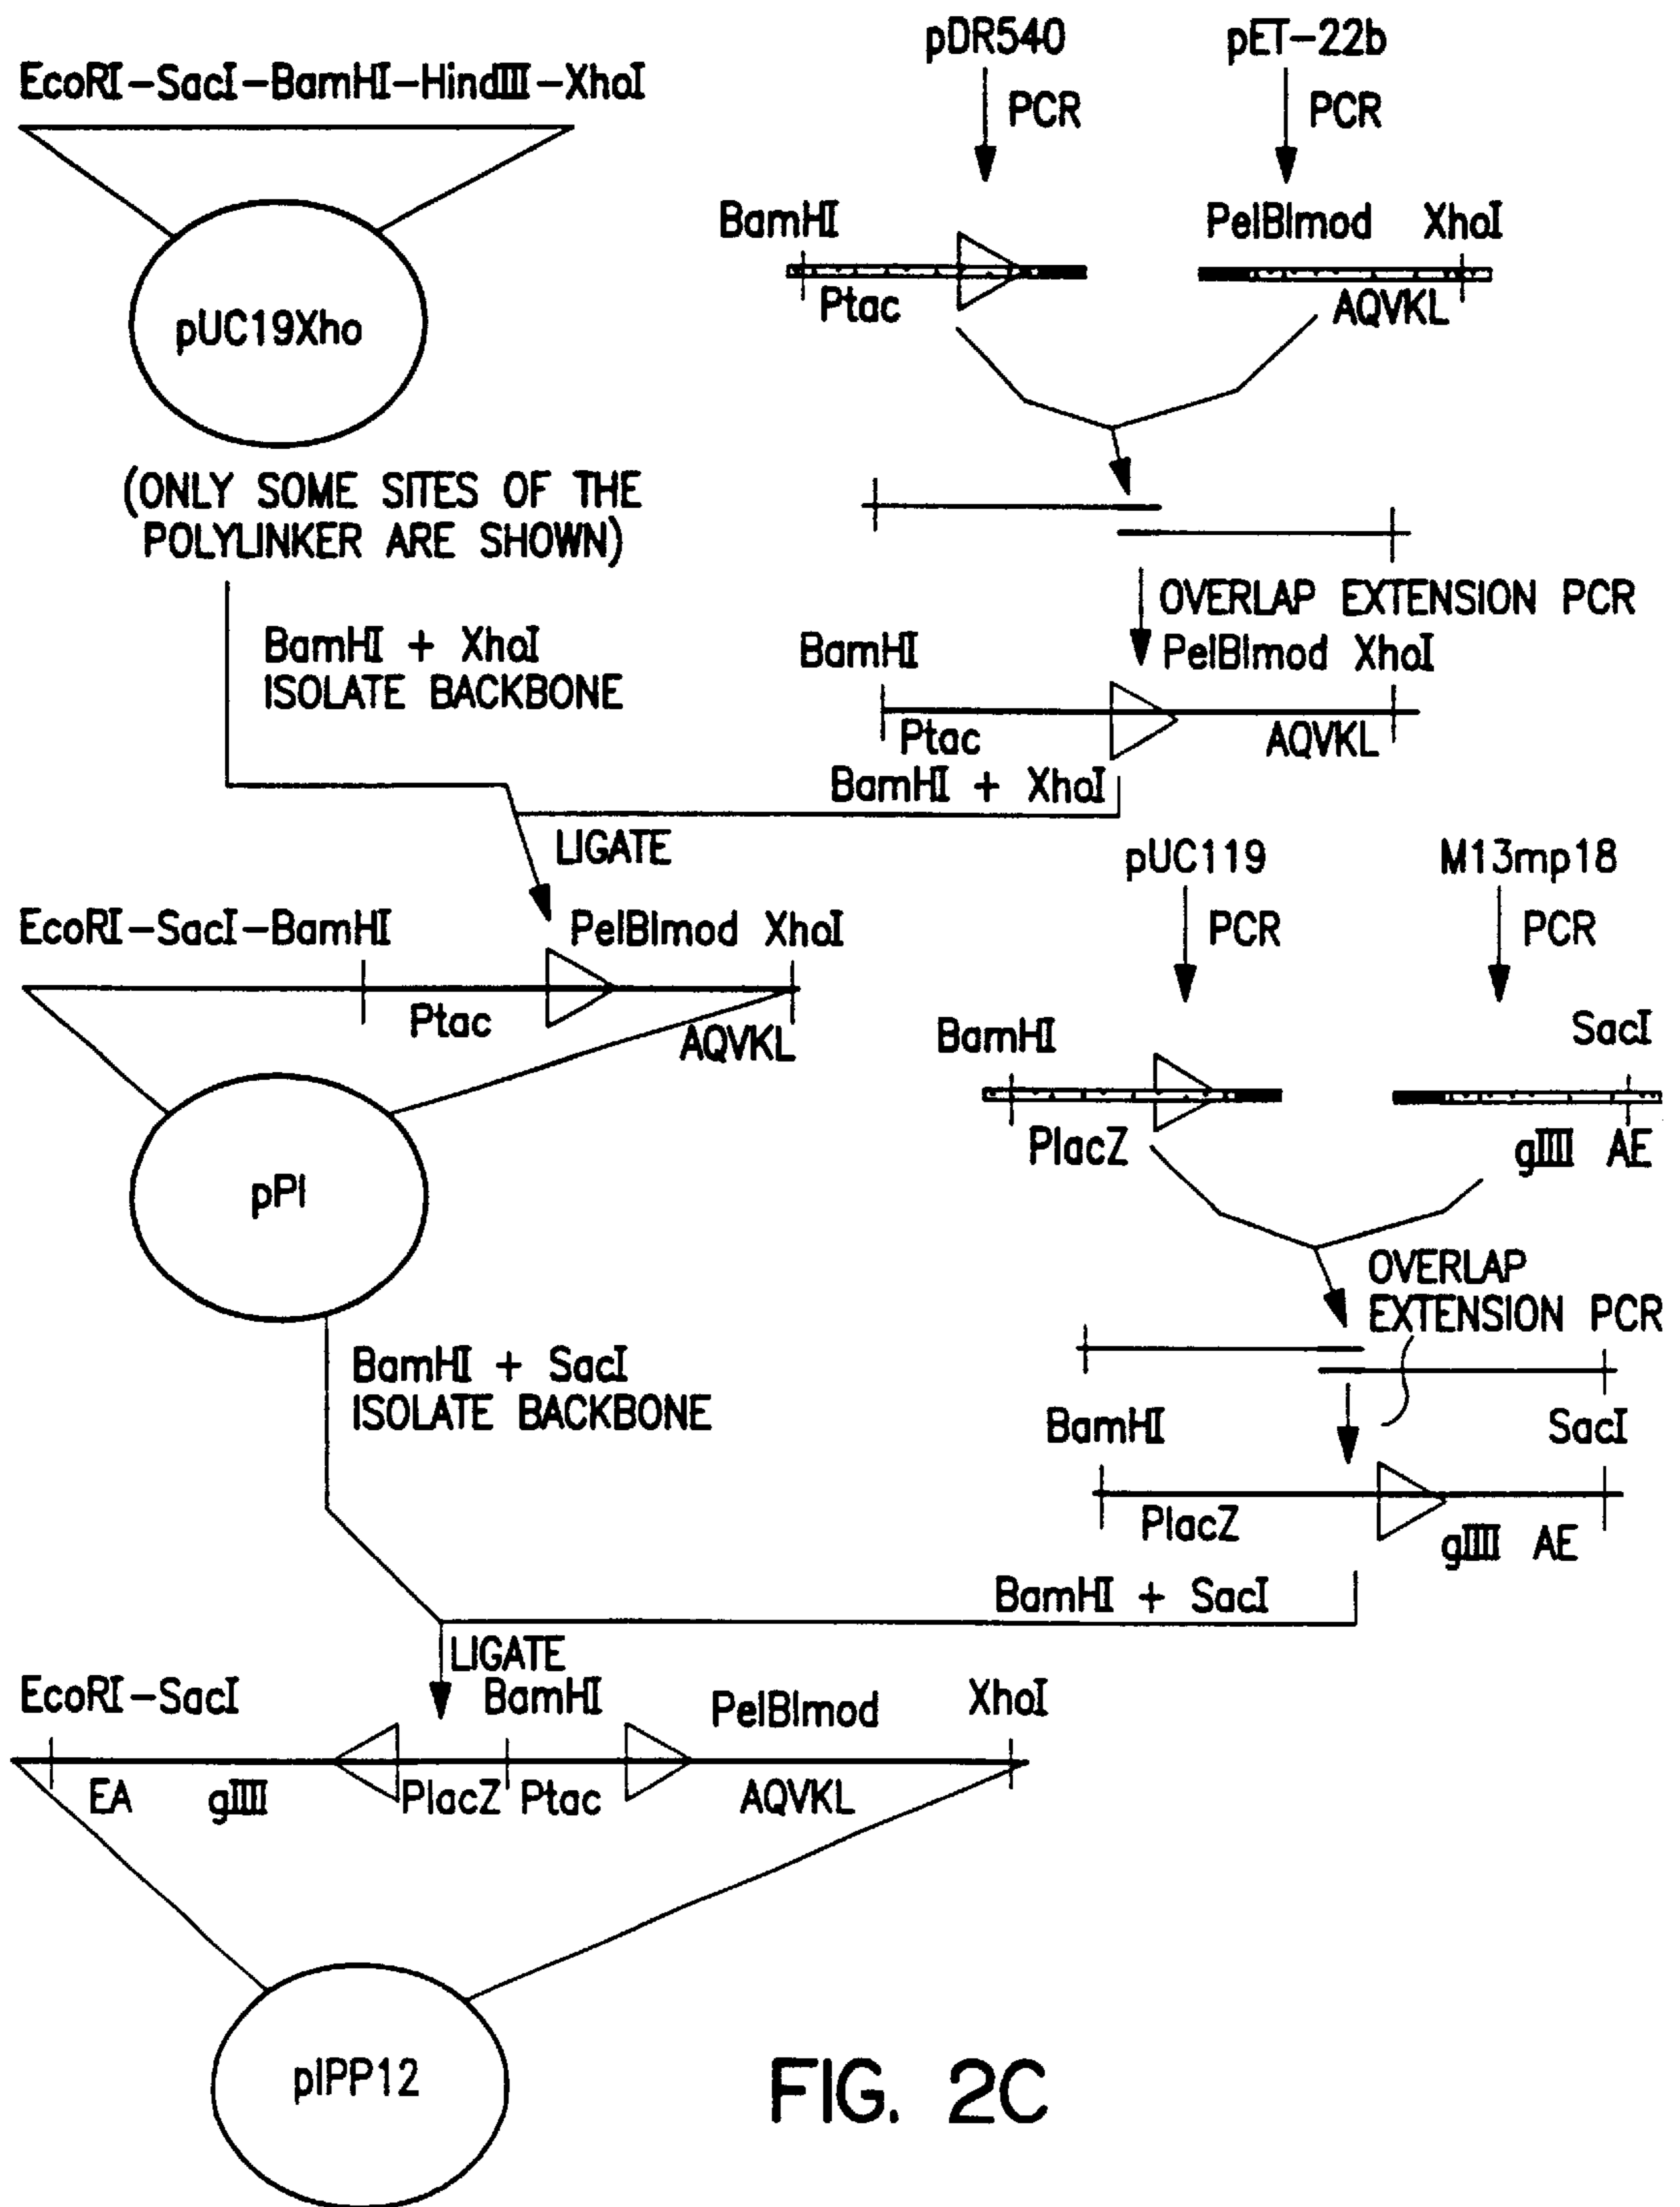 pDR540
pET-22b
EcoRI-SacI-BamHI-HindIII-XhoI
PCR
PCR
BamHI
PelBlmod XhoI
pUC19Xho
Ptac
AQVKL
(ONLY SOME SITES OF THE
POLYLINKER ARE SHOWN)
OVERLAP EXTENSION PCR
BamHI + XhoI
ISOLATE BACKBONE
BamHI
PelBlmod XhoI
Ptac
AQVKL
BamHI + XhoI
LIGATE
pUC119
M13mp18
EcoRI-SacI-BamHI
PelBlmod XhoI
PCR
PCR
Ptac
AQVKL
BamHI
SacI
PlacZ
gIIII AE
pPI
OVERLAP
EXTENSION PCR
BamHI + SacI
ISOLATE BACKBONE
BamHI
SacI
PlacZ
gIIII AE
BamHI + SacI
LIGATE
EcoRI-SacI
BamHI
PelBlmod
XhoI
EA
gIIII
PlacZ
Ptac
AQVKL
pIPP12
FIG. 2C